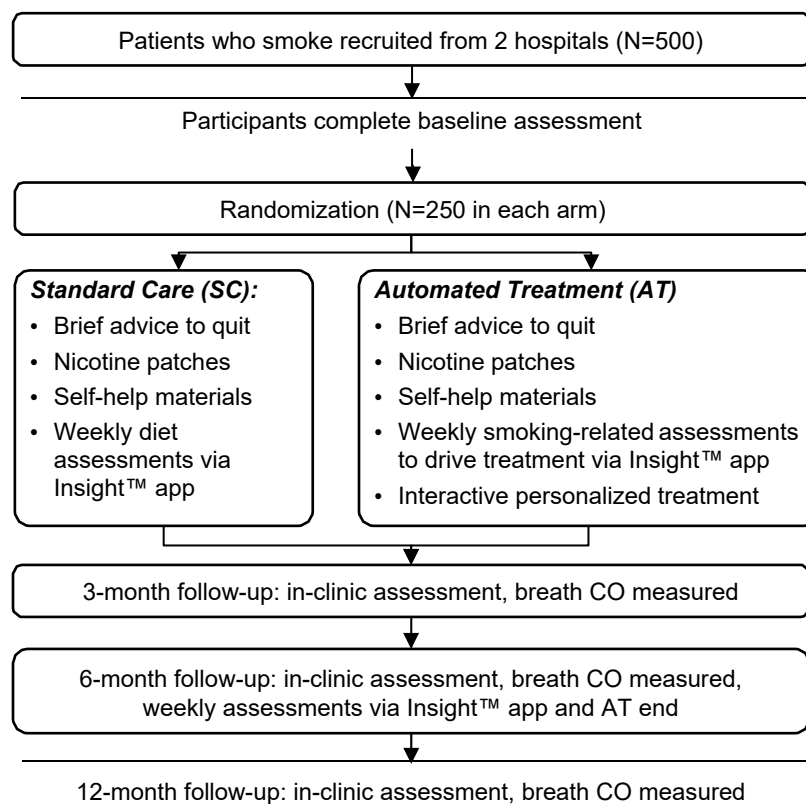 Patients who smoke recruited from 2 hospitals (N=500)
Participants complete baseline assessment
Randomization (N=250 in each arm)
Standard Care (SC):
• Brief advice to quit
• Nicotine patches
• Self-help materials
• Weekly diet
assessments via
Insight™ app
Automated Treatment (AT)
• Brief advice to quit
• Nicotine patches
• Self-help materials
• Weekly smoking-related assessments
to drive treatment via Insight™ app
• Interactive personalized treatment
3-month follow-up: in-clinic assessment, breath CO measured
6-month follow-up: in-clinic assessment, breath CO measured,
weekly assessments via Insight™ app and AT end
12-month follow-up: in-clinic assessment, breath CO measured